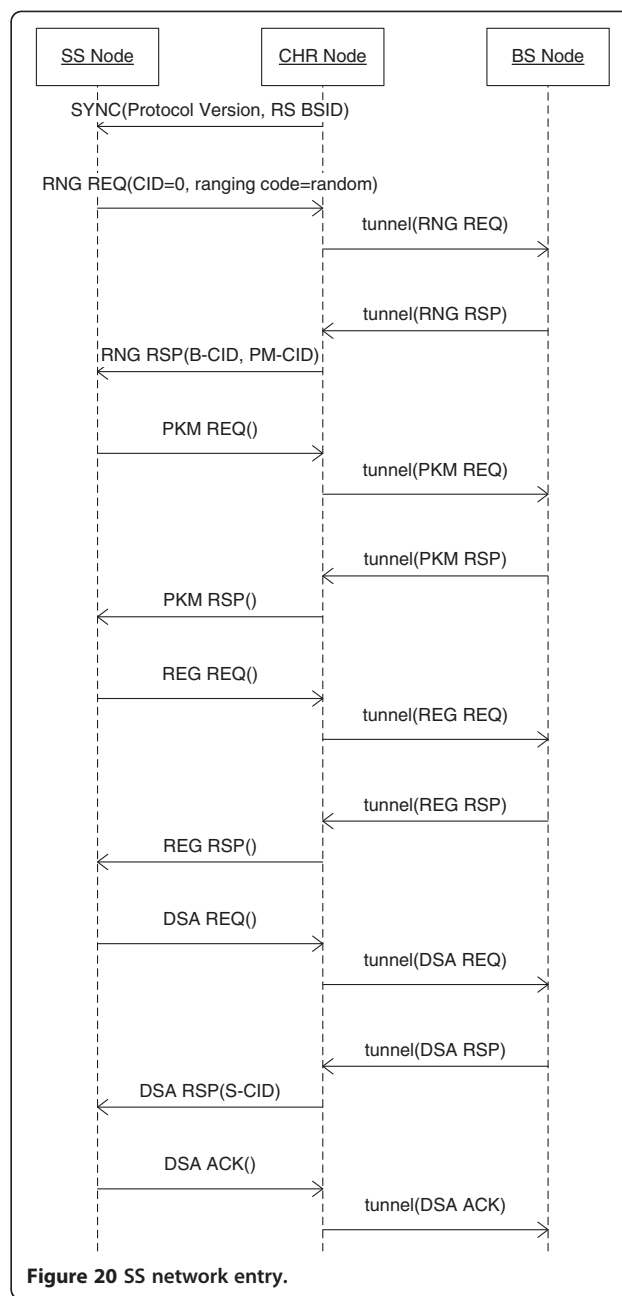 SS Node
CHR Node
BS Node
SYNC(Protocol Version, RS BSID)
RNG REQ(CID=0, ranging code=random)
tunnel(RNG REQ)
tunnel(RNG RSP)
RNG RSP(B-CID, PM-CID)
PKM REQ()
tunnel(PKM REQ)
tunnel(PKM RSP)
PKM RSP()
REG REQ()
tunnel(REG REQ)
tunnel(REG RSP)
REG RSP()
DSA REQ()
tunnel(DSA REQ)
tunnel(DSA RSP)
DSA RSP(S-CID)
DSA ACK()
tunnel(DSA ACK)
Figure 20 SS network entry.